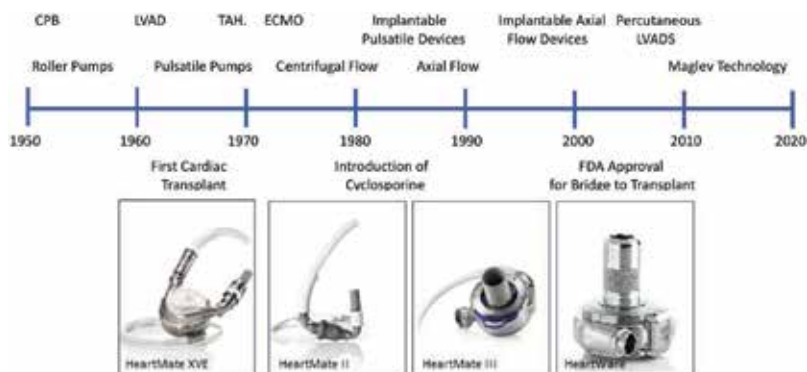 CPB LVAD TAH. ECMO Implantable Implantable Axial Percutaneous
Pulsatile Devices Flow Devices LVADS
Roller Pumps Pulsatile Pumps Centrifugal Flow Axial Flow Maglev Technology
1950 1960 1970 1980 1990 2000 2010 2020
First Cardiac Introduction of FDA Approval
Transplant Cyclosporine for Bridge to Transplant
HeartMate XVE HeartMate II HeartMate III HeartWare